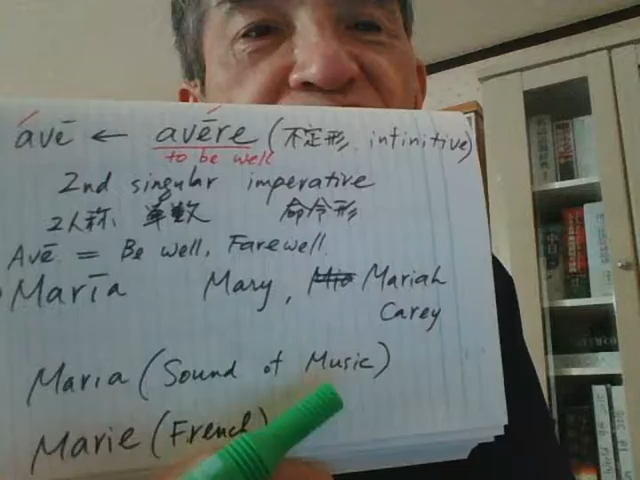 avē ← avēre (不定形, infinitive)
to be well
2nd singular imperative
2人称 単数 命令形
Avē = Be well, Farewell.
Marīa Mary, Mariah
Carey
Maria (Sound of Music)
Marie (French)